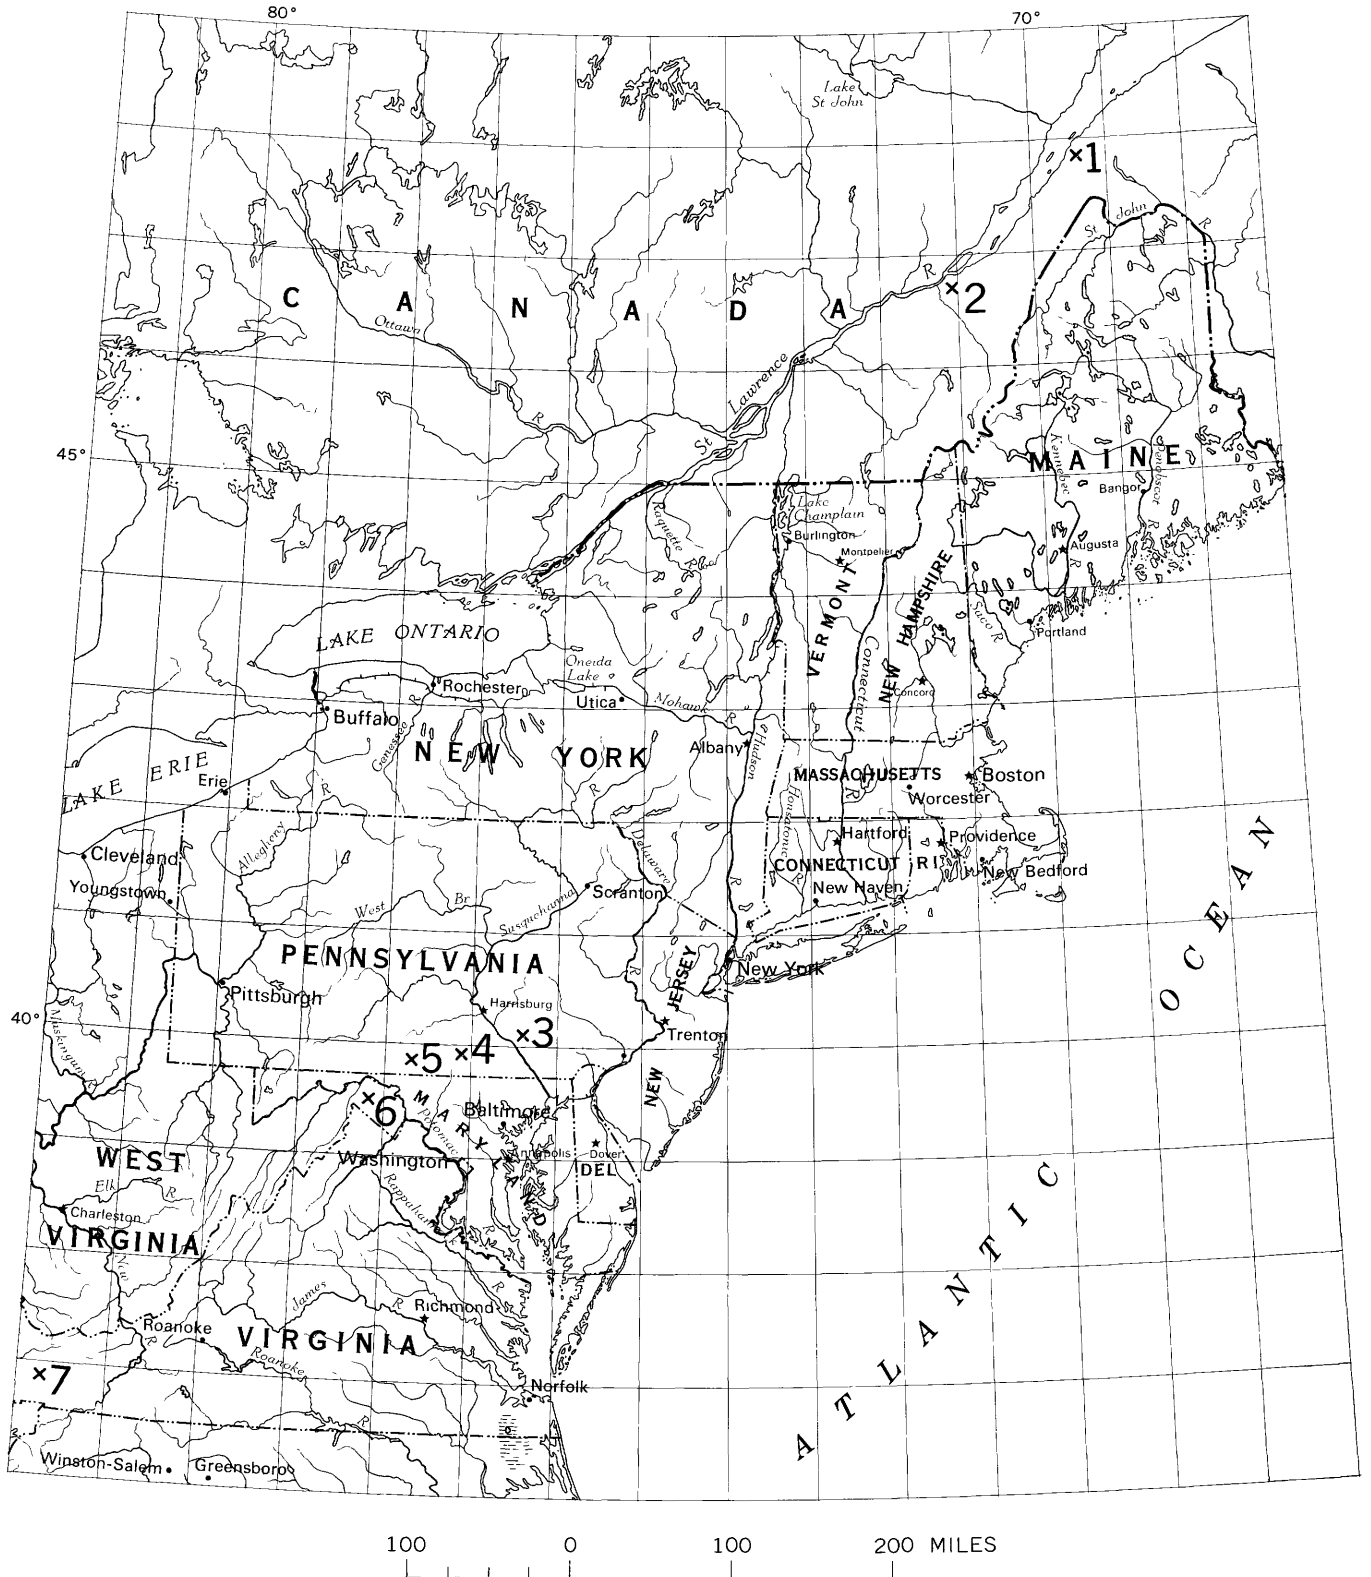 80° 70°
Lake
St John
×1
St John R
R
×2
C A N A D A
Ottawa
R
St Lawrence
45°
M A I N E
Kennebec
R
Penobscot R
Bangor
Lake
Champlain
Burlington
Montpelier
Augusta
Raquette R
VERMONT
NEW HAMPSHIRE
Saco R
Portland
LAKE ONTARIO
Oneida
Lake
Connecticut
R
Concord
Rochester
Utica
Mohawk R
Buffalo
Genessee R
NEW YORK
Albany
Hudson
R
LAKE ERIE
Erie
MASSACHUSETTS
Boston
Worcester
Housatonic
R
Allegheny
R
R
Delaware
R
Hartford
Providence
Cleveland
CONNECTICUT
R I
New Bedford
Youngstown
Scranton
New Haven
West Br Susquehanna
PENNSYLVANIA
New York
NEW JERSEY
Pittsburgh
Harrisburg
40°
Muskingum
Trenton
×3
×4
×5
×6
MARYLAND
Potomac
Baltimore
Annapolis
Dover
DEL
WEST
VIRGINIA
Washington
Elk R
Rappahannock
R
R
Charleston
New
R
James R
Richmond
Roanoke
VIRGINIA
Roanoke
R
×7
Norfolk
Winston-Salem
Greensboro
ATLANTIC OCEAN
100 0 100 200 MILES